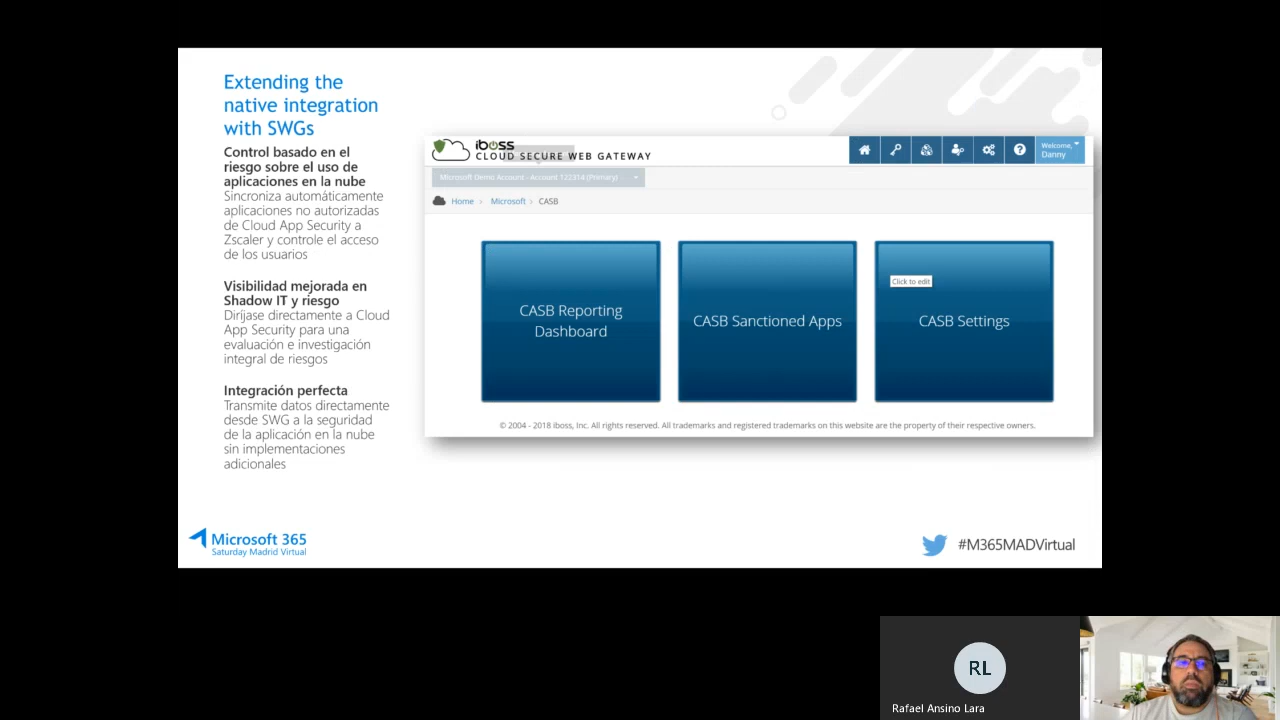 Extending the
native integration
with SWGs
Control basado en el
riesgo sobre el uso de
aplicaciones en la nube
Sincroniza automáticamente
aplicaciones no autorizadas
de Cloud App Security a
Zscaler y controle el acceso
de los usuarios
Visibilidad mejorada en
Shadow IT y riesgo
Diríjase directamente a Cloud
App Security para una
evaluación e investigación
integral de riesgos
Integración perfecta
Transmite datos directamente
desde SWG a la seguridad
de la aplicación en la nube
sin implementaciones
adicionales
iboss
CLOUD SECURE WEB GATEWAY
Welcome,
Danny
Microsoft Demo Account - Account 122314 (Primary)
Home › Microsoft › CASB
CASB Reporting
Dashboard
CASB Sanctioned Apps
Click to edit
CASB Settings
© 2004 - 2018 iboss, Inc. All rights reserved. All trademarks and registered trademarks on this website are the property of their respective owners.
Microsoft 365
Saturday Madrid Virtual
#M365MADVirtual
RL
Rafael Ansino Lara